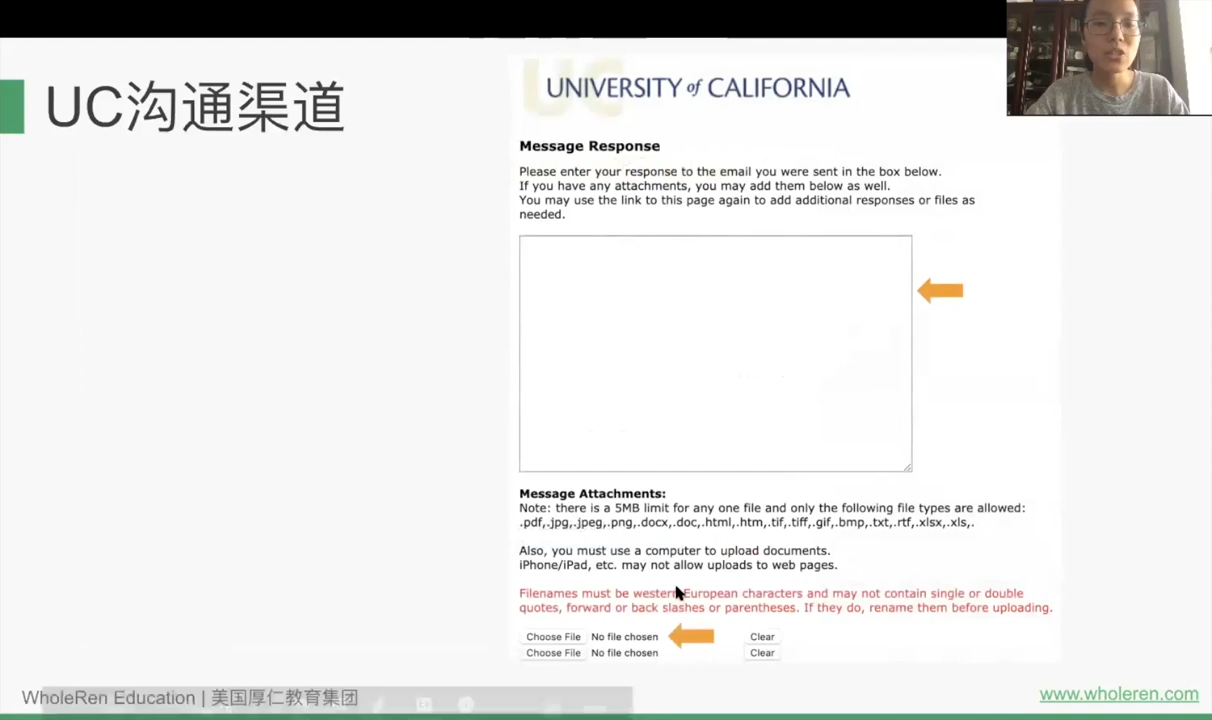 UC沟通渠道
UC
UNIVERSITY of CALIFORNIA
Message Response
Please enter your response to the email you were sent in the box below.
If you have any attachments, you may add them below as well.
You may use the link to this page again to add additional responses or files as
needed.
Message Attachments:
Note: there is a 5MB limit for any one file and only the following file types are allowed:
.pdf,.jpg,.jpeg,.png,.docx,.doc,.html,.htm,.tif,.tiff,.gif,.bmp,.txt,.rtf,.xlsx,.xls,.
Also, you must use a computer to upload documents.
iPhone/iPad, etc. may not allow uploads to web pages.
Filenames must be western European characters and may not contain single or double
quotes, forward or back slashes or parentheses. If they do, rename them before uploading.
Choose File No file chosen Clear
Choose File No file chosen Clear
WholeRen Education | 美国厚仁教育集团
www.wholeren.com